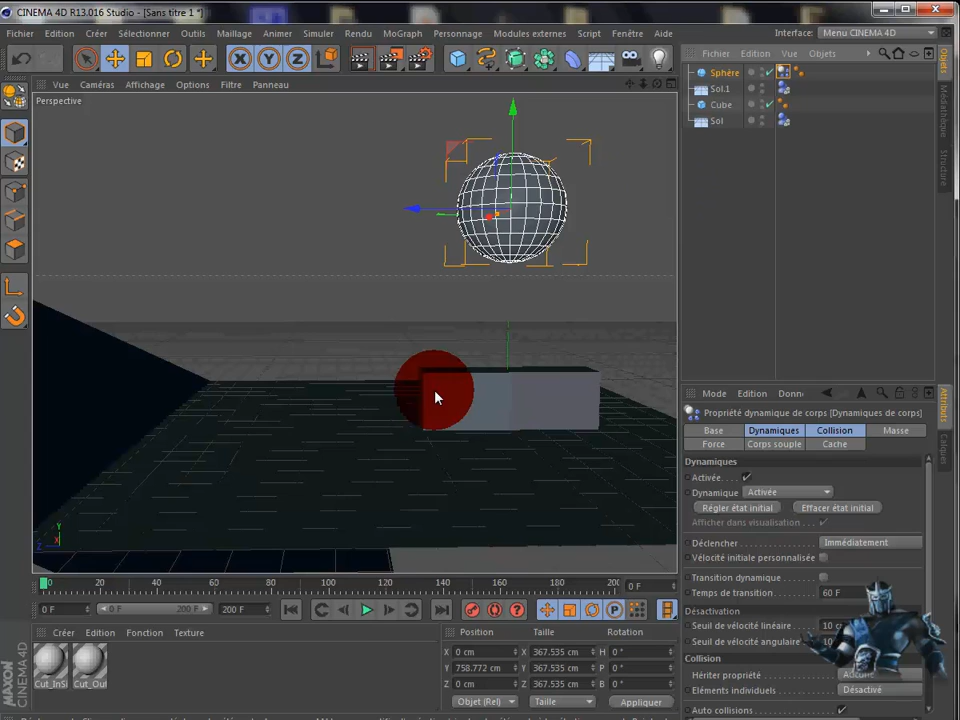 CINEMA 4D R13.016 Studio - [Sans titre 1 *]
Fichier Edition Créer Sélectionner Outils Maillage Animer Simuler Rendu MoGraph Personnage Modules externes Script Fenêtre Aide Interface: Menu CINEMA 4D
X Y Z
Vue Caméras Affichage Options Filtre Panneau
Perspective
Fichier Edition Vue Objets
Sphère
Sol.1
Cube
Sol
Objets
Médiathèque
Structure
Mode Edition Donn
Propriété dynamique de corps [Dynamiques de corps]
Base Dynamiques Collision Masse
Force Corps souple Cache
Dynamiques
Activée
Dynamique Activée
Régler état initial Effacer état initial
Afficher dans visualisation
Déclencher Immédiatement
Vélocité initiale personnalisée
Transition dynamique
Temps de transition 60 F
Désactivation
Seuil de vélocité linéaire 10 c
Seuil de vélocité angulaire 10
Collision
Hériter propriété
Eléments individuels Désactivé
Auto collisions
Attributs
Calques
Y
Z X
0 20 40 60 80 100 120 140 160 180 200 0 F
0 F 0 F 200 F 200 F
Créer Edition Fonction Texture
Cut_InSi Cut_Out
Position Taille Rotation
X 0 cm X 367.535 cm H 0 °
Y 758.772 cm Y 367.535 cm P 0 °
Z 0 cm Z 367.535 cm B 0 °
Objet (Rel) Taille Appliquer
MAXON
CINEMA 4D